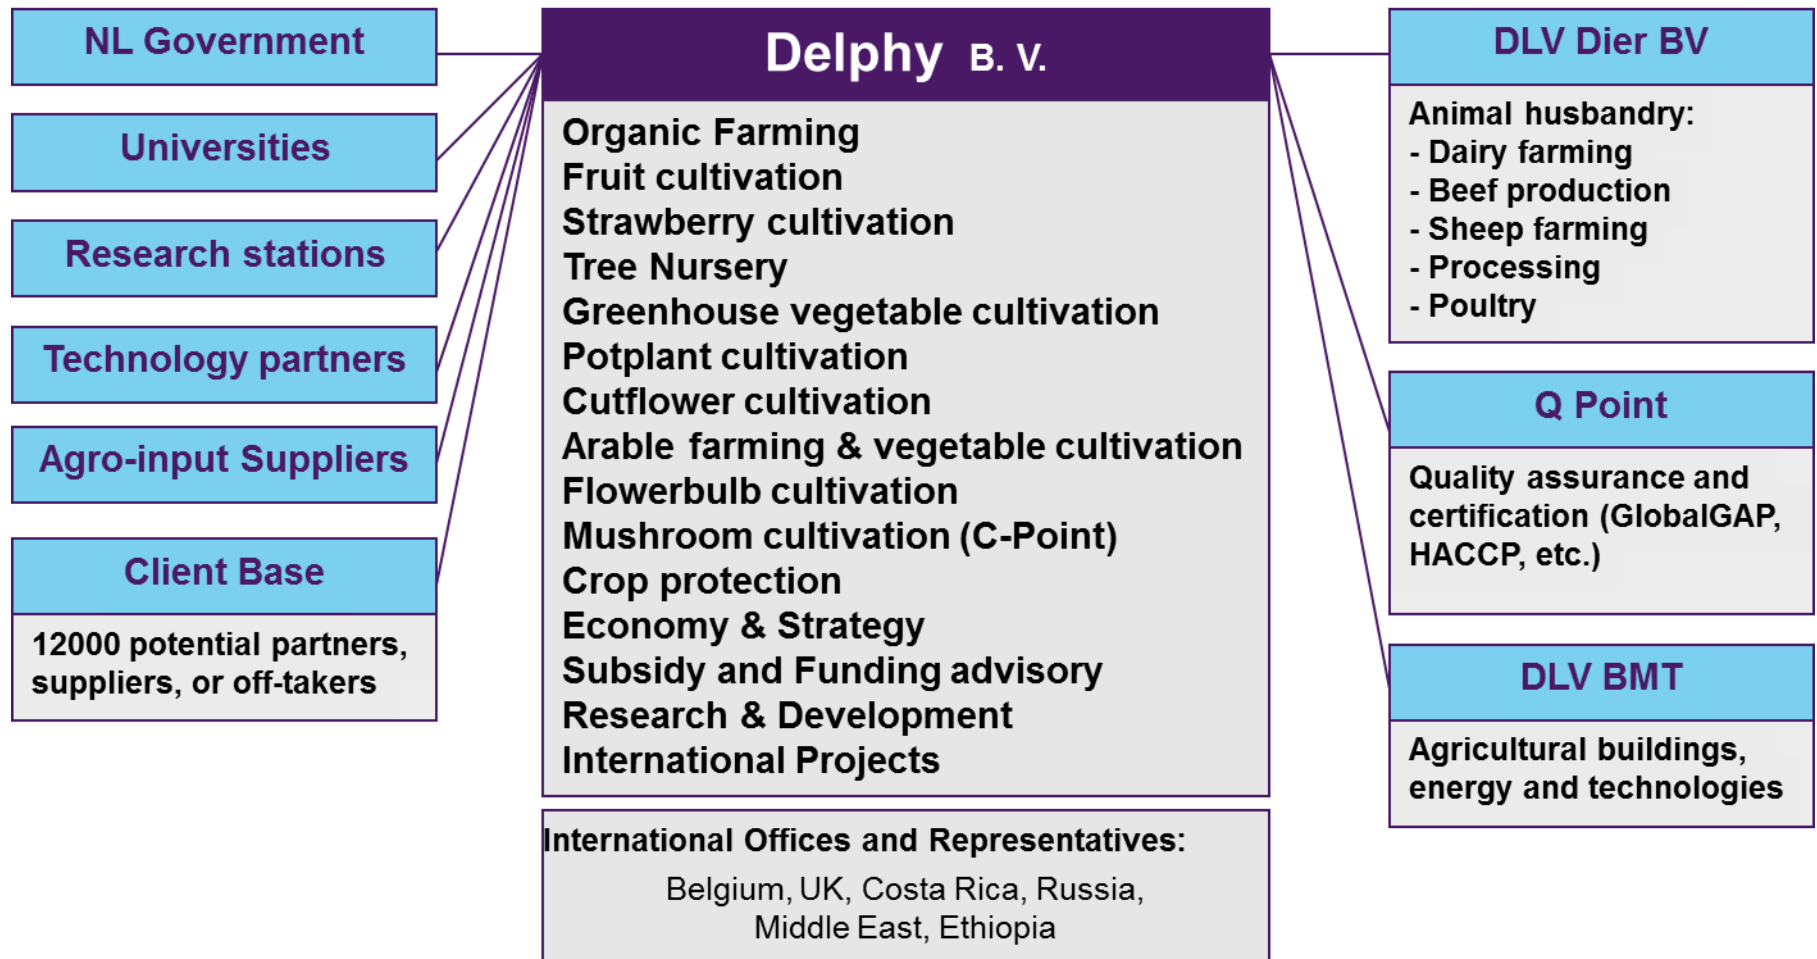 NL Government
Universities
Research stations
Technology partners
Agro-input Suppliers
Client Base
12000 potential partners,
suppliers, or off-takers
Delphy B. V.
Organic Farming
Fruit cultivation
Strawberry cultivation
Tree Nursery
Greenhouse vegetable cultivation
Potplant cultivation
Cutflower cultivation
Arable farming & vegetable cultivation
Flowerbulb cultivation
Mushroom cultivation (C-Point)
Crop protection
Economy & Strategy
Subsidy and Funding advisory
Research & Development
International Projects
International Offices and Representatives:
Belgium, UK, Costa Rica, Russia,
Middle East, Ethiopia
DLV Dier BV
Animal husbandry:
- Dairy farming
- Beef production
- Sheep farming
- Processing
- Poultry
Q Point
Quality assurance and
certification (GlobalGAP,
HACCP, etc.)
DLV BMT
Agricultural buildings,
energy and technologies